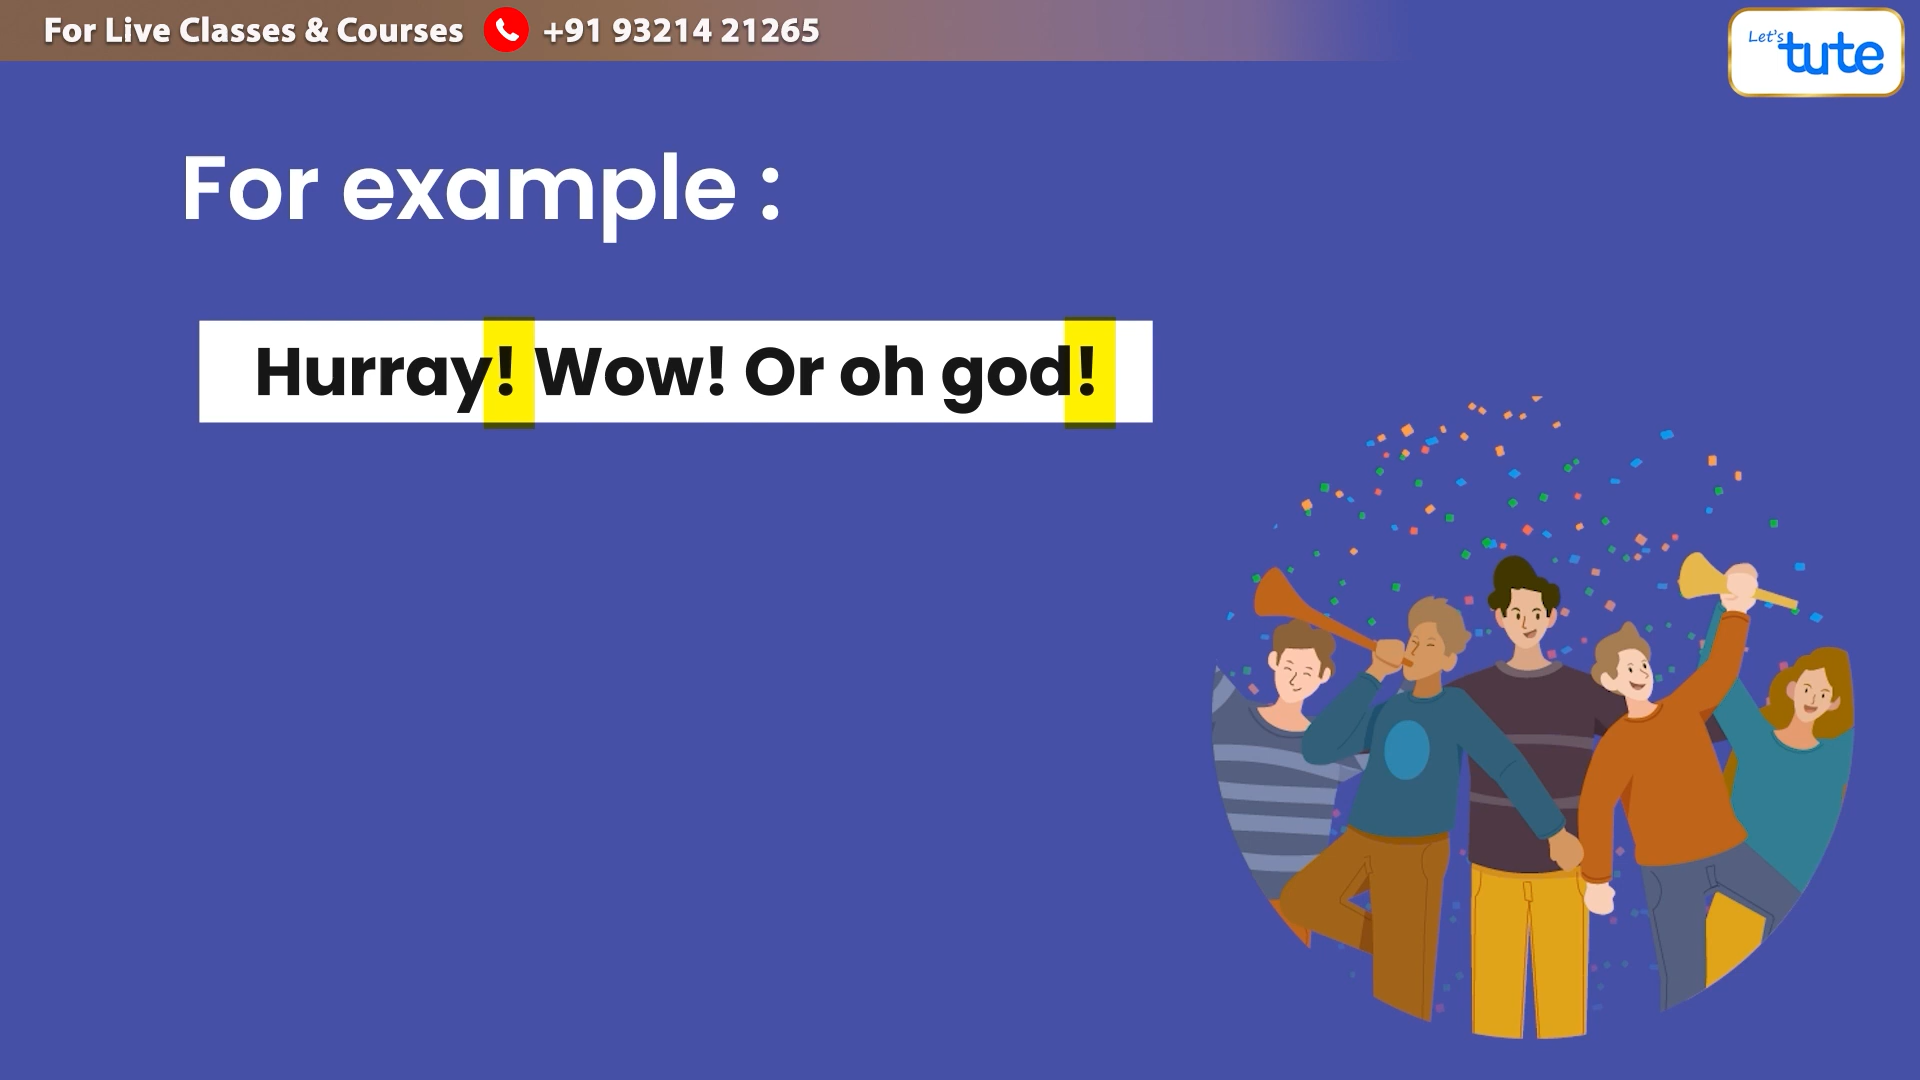 For Live Classes & Courses +91 93214 21265
Let's tute
For example :
Hurray! Wow! Or oh god!